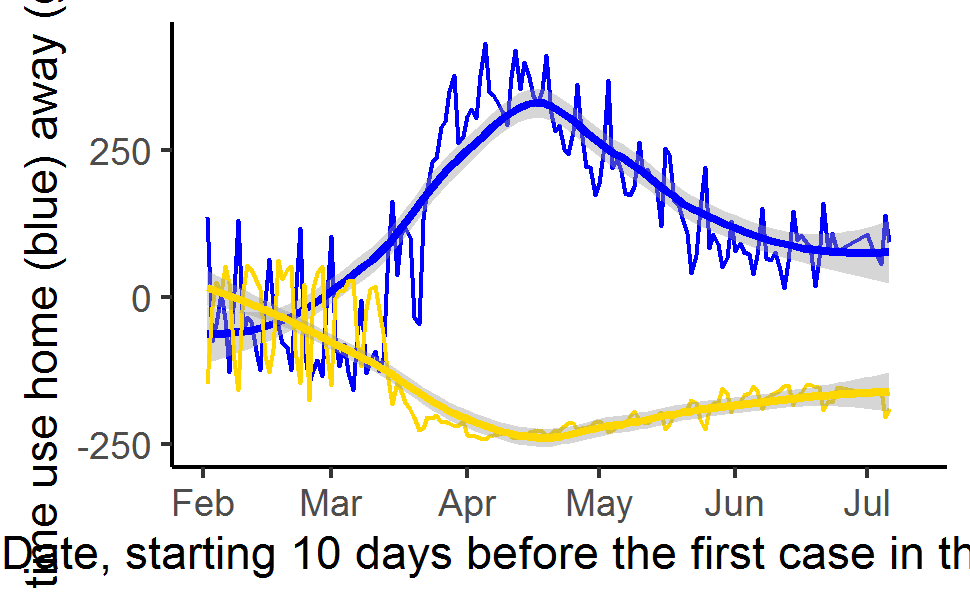 time use home (blue) away (
250
0
-250
Feb Mar Apr May Jun Jul
Date, starting 10 days before the first case in th